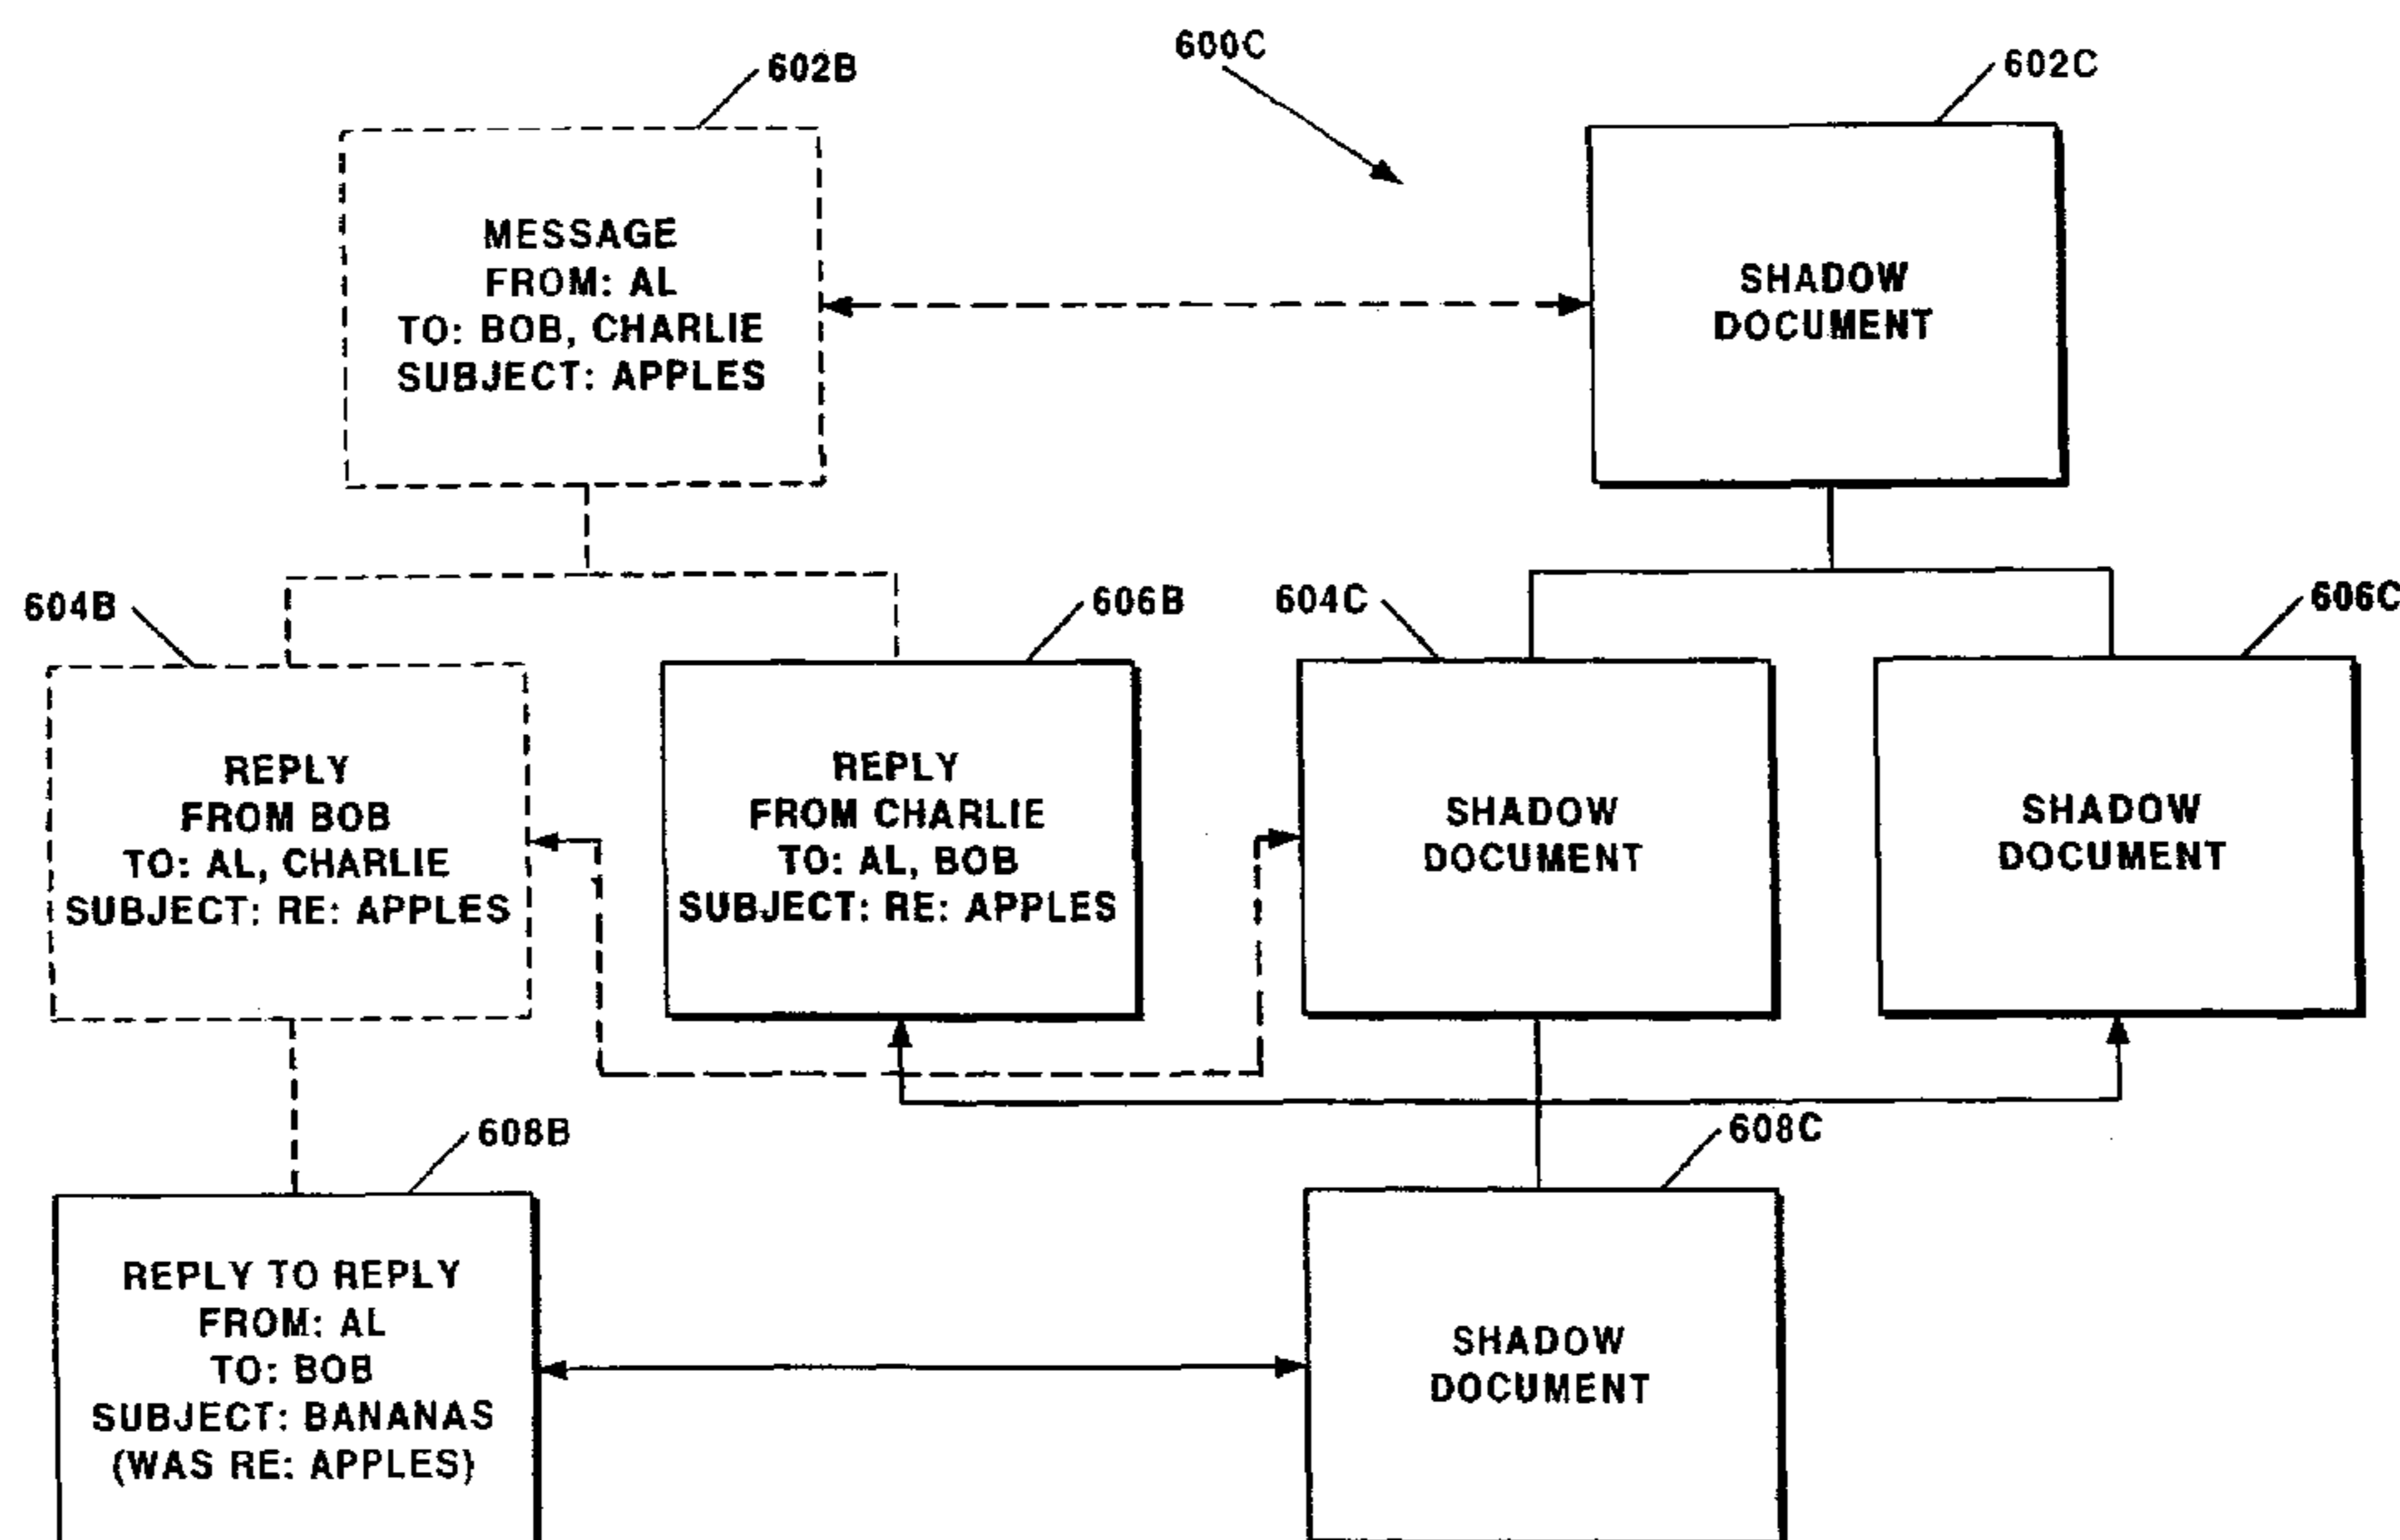 600C
602B
602C
MESSAGE
FROM: AL
TO: BOB, CHARLIE
SUBJECT: APPLES
SHADOW
DOCUMENT
604B
606B
604C
606C
REPLY
FROM BOB
TO: AL, CHARLIE
SUBJECT: RE: APPLES
REPLY
FROM CHARLIE
TO: AL, BOB
SUBJECT: RE: APPLES
SHADOW
DOCUMENT
SHADOW
DOCUMENT
608B
608C
REPLY TO REPLY
FROM: AL
TO: BOB
SUBJECT: BANANAS
(WAS RE: APPLES)
SHADOW
DOCUMENT